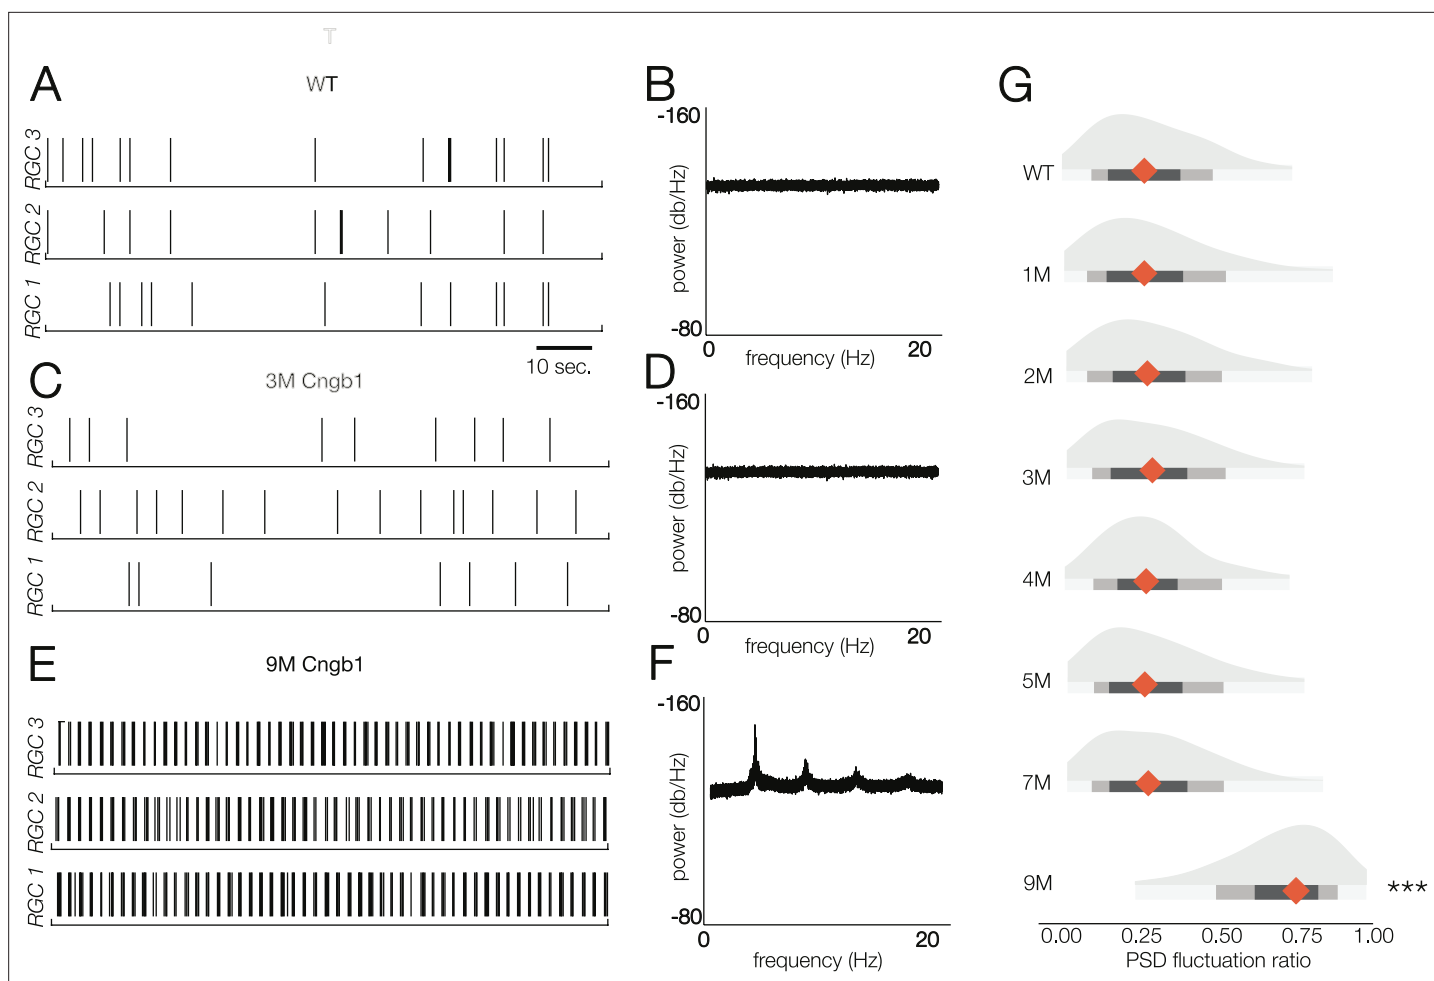 T
A
WT
RGC 3
RGC 2
RGC 1
10 sec.
B
-160
power (db/Hz)
-80
0
frequency (Hz)
20
C
3M Cngb1
RGC 3
RGC 2
RGC 1
D
-160
power (db/Hz)
-80
0
frequency (Hz)
20
E
9M Cngb1
RGC 3
RGC 2
RGC 1
F
-160
power (db/Hz)
-80
0
frequency (Hz)
20
G
WT
1M
2M
3M
4M
5M
7M
9M
***
0.00 0.25 0.50 0.75 1.00
PSD fluctuation ratio